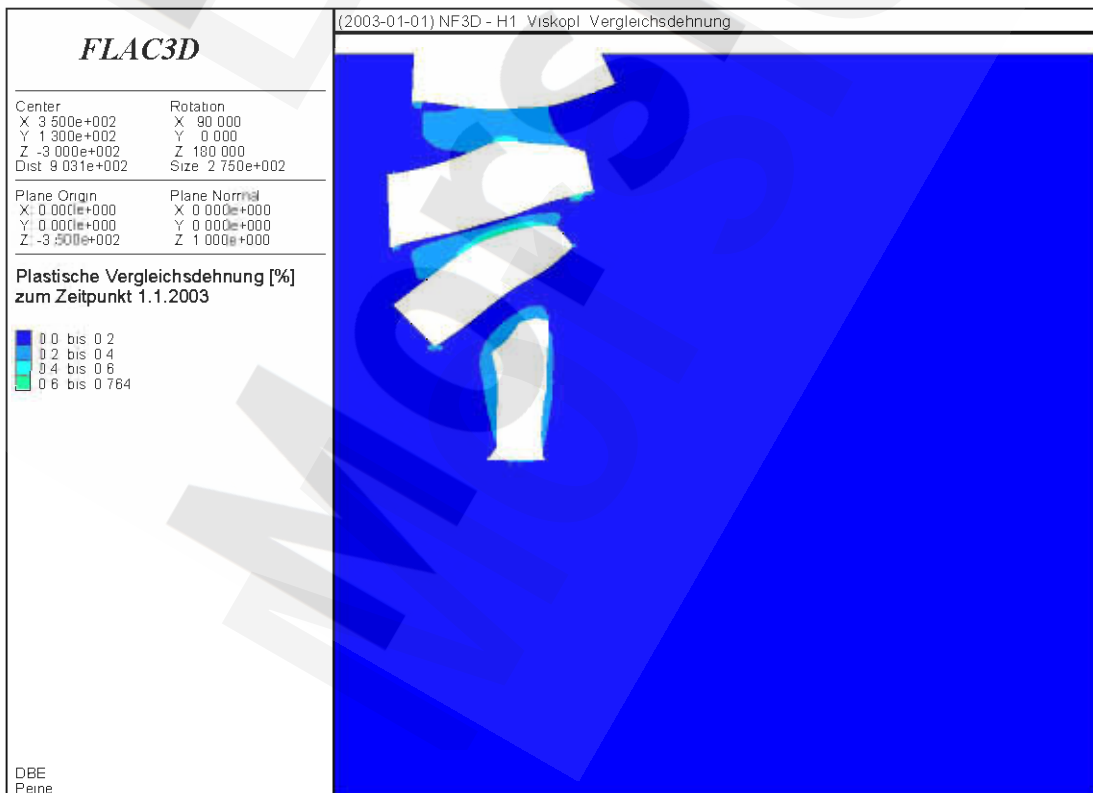 (2003-01-01) NF3D - H1 Viskopl Vergleichsdehnung
FLAC3D
Center Rotation
X 3 500e+002 X 90 000
Y 1 300e+002 Y 0 000
Z -3 000e+002 Z 180 000
Dist 9 031e+002 Size 2 750e+002
Plane Origin Plane Normal
X: 0 000e+000 X 0 000e+000
Y: 0 000e+000 Y 0 000e+000
Z: -3.500e+002 Z 1 000e+000
Plastische Vergleichsdehnung [%]
zum Zeitpunkt 1.1.2003
0 0 bis 0 2
0 2 bis 0 4
0 4 bis 0 6
0 6 bis 0 764
DBE
Peine